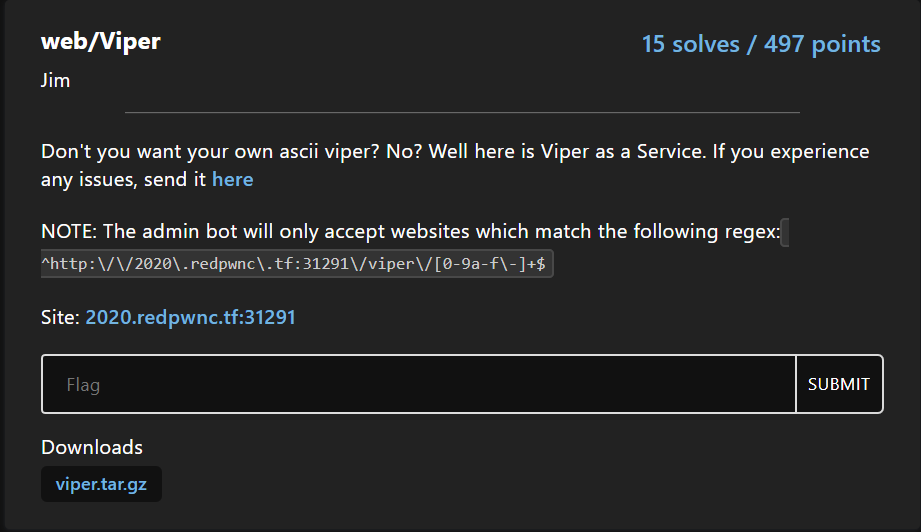 web/Viper
15 solves / 497 points
Jim
Don't you want your own ascii viper? No? Well here is Viper as a Service. If you experience
any issues, send it here
NOTE: The admin bot will only accept websites which match the following regex:
^http:\/\/2020\.redpwnc\.tf:31291\/viper\/[0-9a-f\-]+$
Site: 2020.redpwnc.tf:31291
Flag
SUBMIT
Downloads
viper.tar.gz